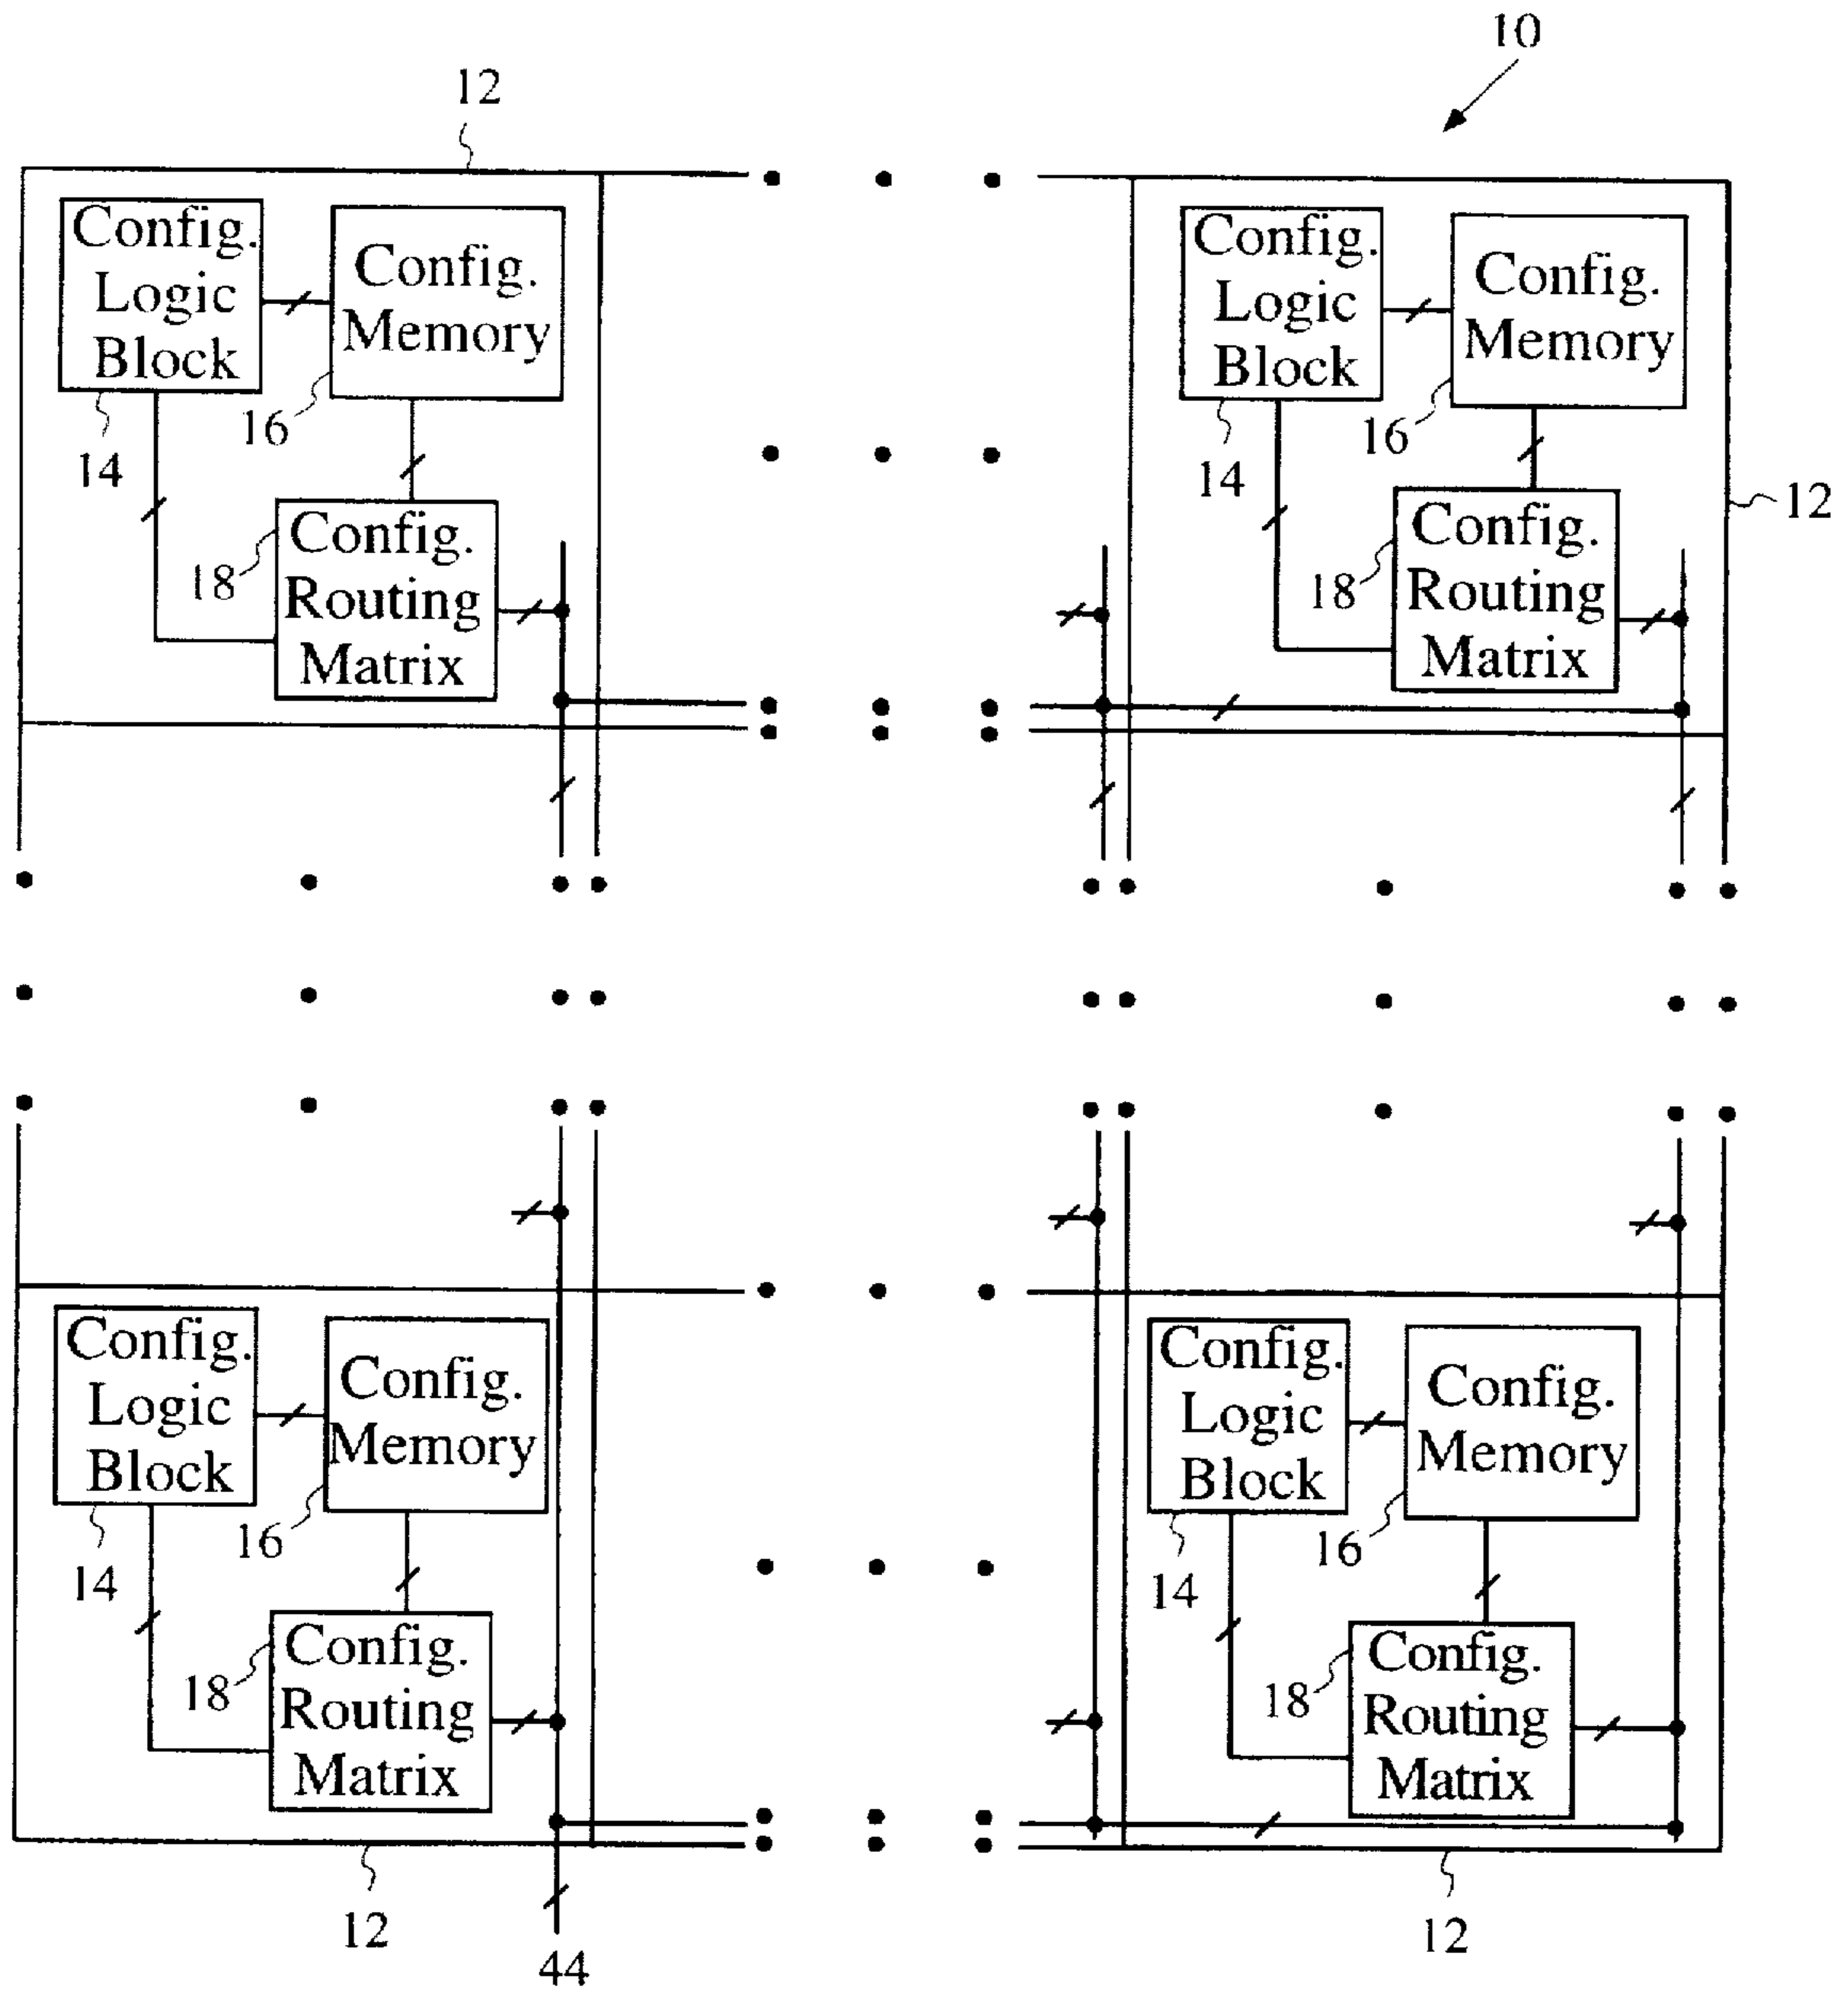 10
12
Config.
Logic
Block
Config.
Memory
14
16
18
Config.
Routing
Matrix
Config.
Logic
Block
Config.
Memory
14
16
12
18
Config.
Routing
Matrix
Config.
Logic
Block
Config.
Memory
14
16
18
Config.
Routing
Matrix
12
44
Config.
Logic
Block
Config.
Memory
14
16
18
Config.
Routing
Matrix
12